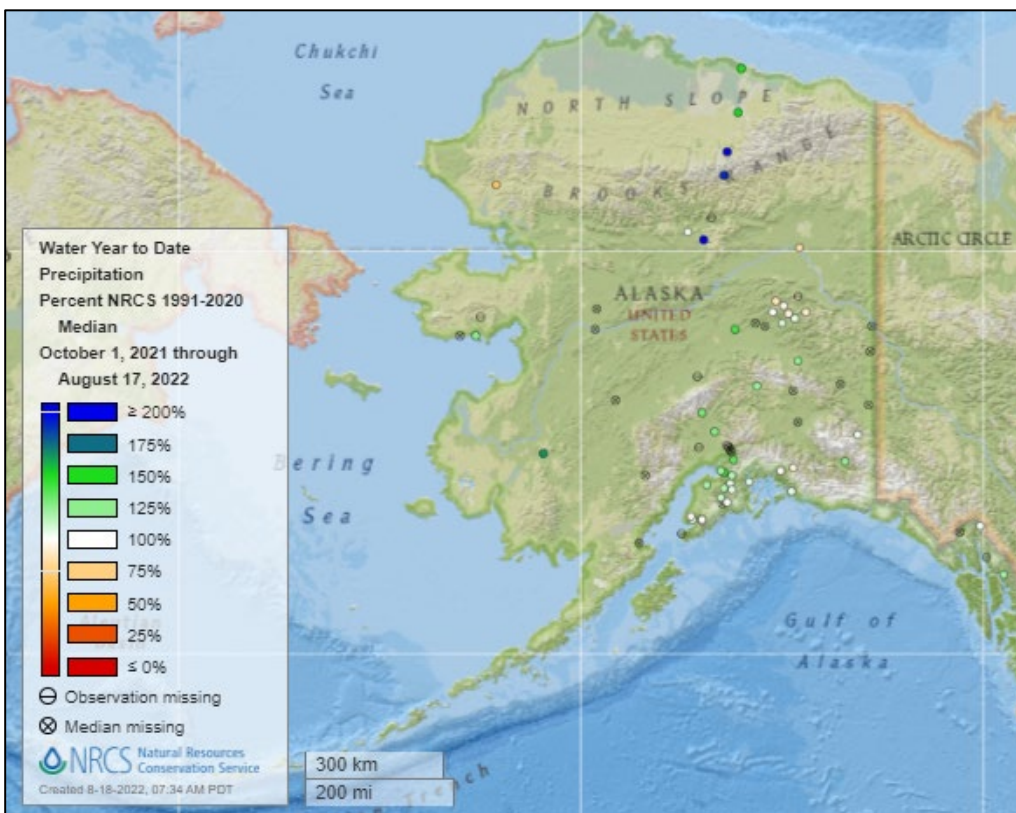 Chukchi
Sea
NORTH SLOPE
BROOKS RANGE
ARCTIC CIRCLE
ALASKA
UNITED
STATES
Bering
Sea
Gulf of
Alaska
Water Year to Date
Precipitation
Percent NRCS 1991-2020
Median
October 1, 2021 through
August 17, 2022
≥ 200%
175%
150%
125%
100%
75%
50%
25%
≤ 0%
Observation missing
Median missing
NRCS Natural Resources
Conservation Service
Created 8-18-2022, 07:34 AM PDT
300 km
200 mi
Trench